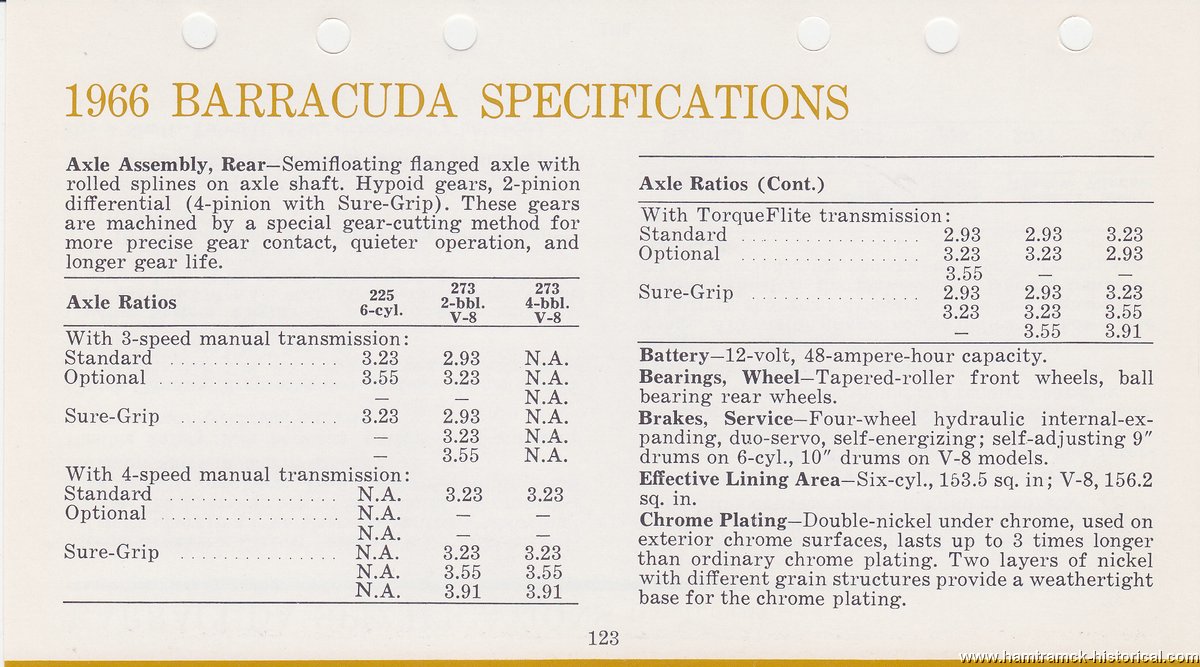 1966 BARRACUDA SPECIFICATIONS
Axle Assembly, Rear—Semifloating flanged axle with
rolled splines on axle shaft. Hypoid gears, 2-pinion
differential (4-pinion with Sure-Grip). These gears
are machined by a special gear-cutting method for
more precise gear contact, quieter operation, and
longer gear life.
Axle Ratios 225 6-cyl. 273 2-bbl. V-8 273 4-bbl. V-8
With 3-speed manual transmission:
Standard ................ 3.23 2.93 N.A.
Optional ................. 3.55 3.23 N.A.
— — N.A.
Sure-Grip ............... 3.23 2.93 N.A.
— 3.23 N.A.
— 3.55 N.A.
With 4-speed manual transmission:
Standard ................ N.A. 3.23 3.23
Optional ................. N.A. — —
N.A. — —
Sure-Grip ............... N.A. 3.23 3.23
N.A. 3.55 3.55
N.A. 3.91 3.91
Axle Ratios (Cont.)
With TorqueFlite transmission:
Standard ................. 2.93 2.93 3.23
Optional ................. 3.23 3.23 2.93
3.55 — —
Sure-Grip ................ 2.93 2.93 3.23
3.23 3.23 3.55
— 3.55 3.91
Battery—12-volt, 48-ampere-hour capacity.
Bearings, Wheel—Tapered-roller front wheels, ball
bearing rear wheels.
Brakes, Service—Four-wheel hydraulic internal-ex-
panding, duo-servo, self-energizing; self-adjusting 9″
drums on 6-cyl., 10″ drums on V-8 models.
Effective Lining Area—Six-cyl., 153.5 sq. in; V-8, 156.2
sq. in.
Chrome Plating—Double-nickel under chrome, used on
exterior chrome surfaces, lasts up to 3 times longer
than ordinary chrome plating. Two layers of nickel
with different grain structures provide a weathertight
base for the chrome plating.
123
www.hamtramck-historical.com